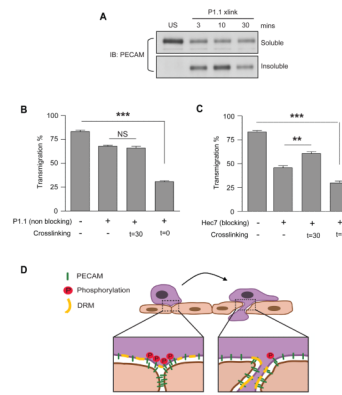 A
P1.1 xlink
US 3 10 30 mins
IB: PECAM
Soluble
Insoluble
B
Transmigration %
100
75
50
25
0
***
NS
P1.1 (non blocking) - + + +
Crosslinking t=30 t=0
C
Transmigration %
100
75
50
25
0
***
**
Hec7 (blocking) - + + +
Crosslinking t=30 t=
D
PECAM
P Phosphorylation
DRM